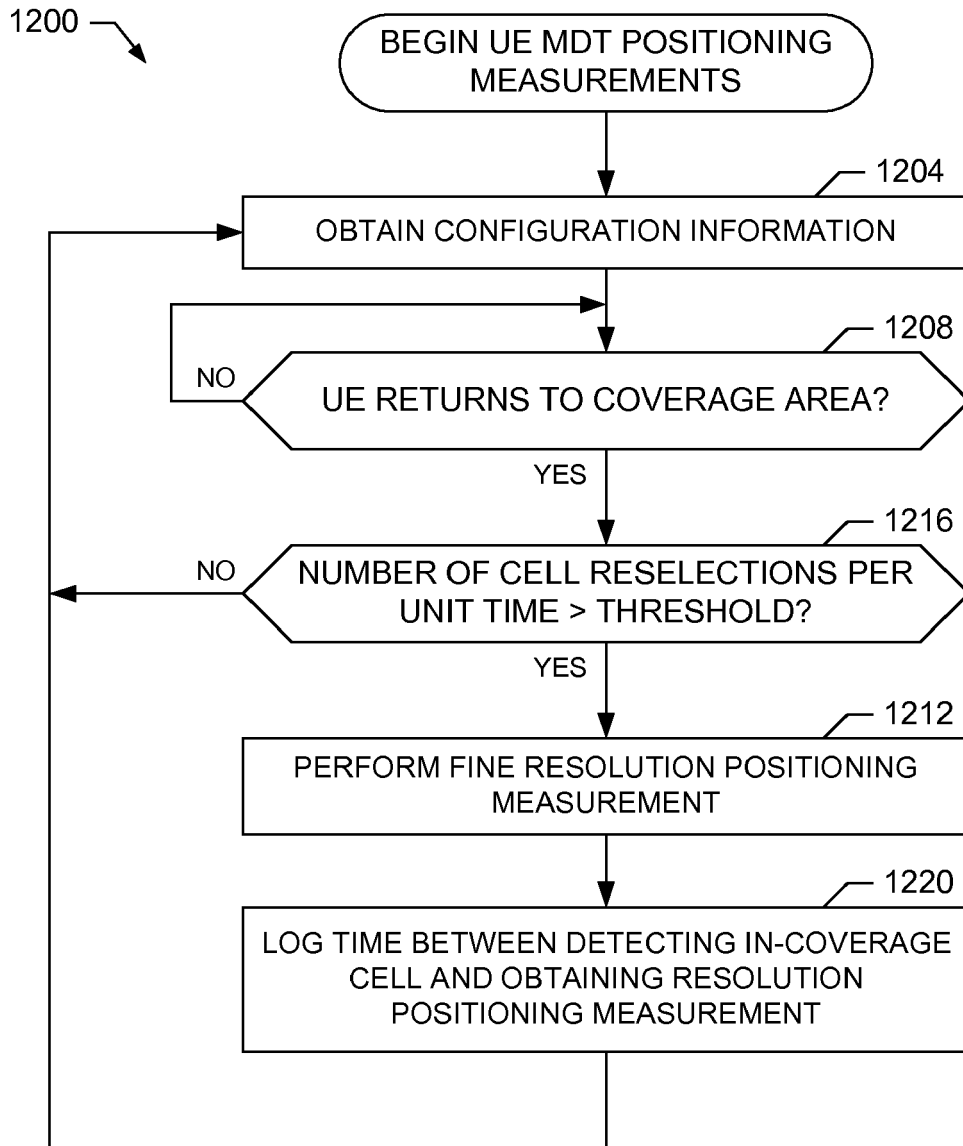 1200
BEGIN UE MDT POSITIONING
MEASUREMENTS
1204
OBTAIN CONFIGURATION INFORMATION
1208
NO
UE RETURNS TO COVERAGE AREA?
YES
1216
NO
NUMBER OF CELL RESELECTIONS PER
UNIT TIME > THRESHOLD?
YES
1212
PERFORM FINE RESOLUTION POSITIONING
MEASUREMENT
1220
LOG TIME BETWEEN DETECTING IN-COVERAGE
CELL AND OBTAINING RESOLUTION
POSITIONING MEASUREMENT